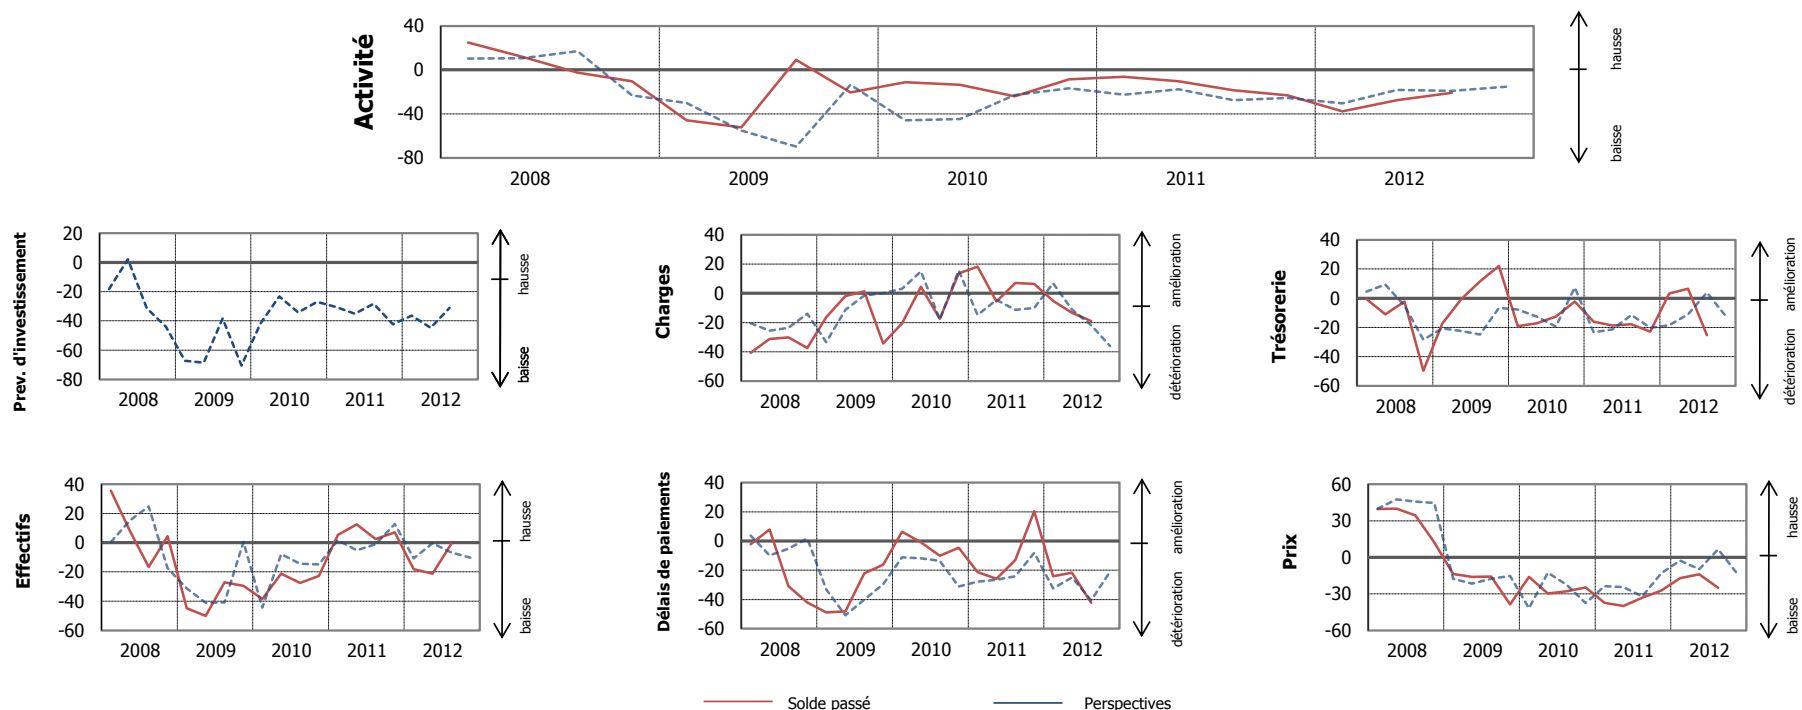 Activité
40
0
-40
-80
2008 2009 2010 2011 2012
hausse
baisse
Prev. d'investissement
20
0
-20
-40
-60
-80
2008 2009 2010 2011 2012
hausse
baisse
Charges
40
20
0
-20
-40
-60
2008 2009 2010 2011 2012
amélioration
détérioration
Trésorerie
40
20
0
-20
-40
-60
2008 2009 2010 2011 2012
amélioration
détérioration
Effectifs
40
20
0
-20
-40
-60
2008 2009 2010 2011 2012
hausse
baisse
Délais de paiements
40
20
0
-20
-40
-60
2008 2009 2010 2011 2012
amélioration
détérioration
Prix
60
30
0
-30
-60
2008 2009 2010 2011 2012
hausse
baisse
Solde passé Perspectives